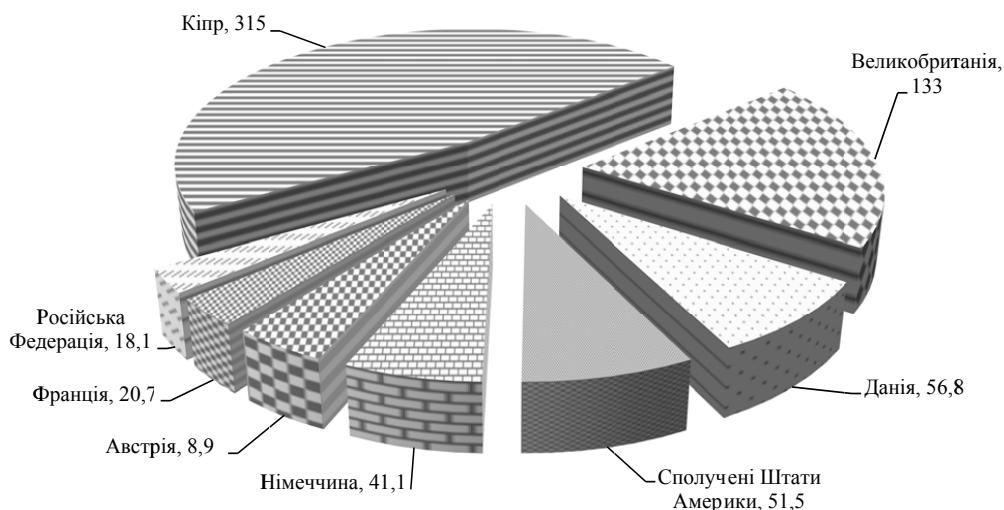 Кіпр, 315
Великобританія,
133
Данія, 56,8
Сполучені Штати
Америки, 51,5
Німеччина, 41,1
Австрія, 8,9
Франція, 20,7
Російська
Федерація, 18,1